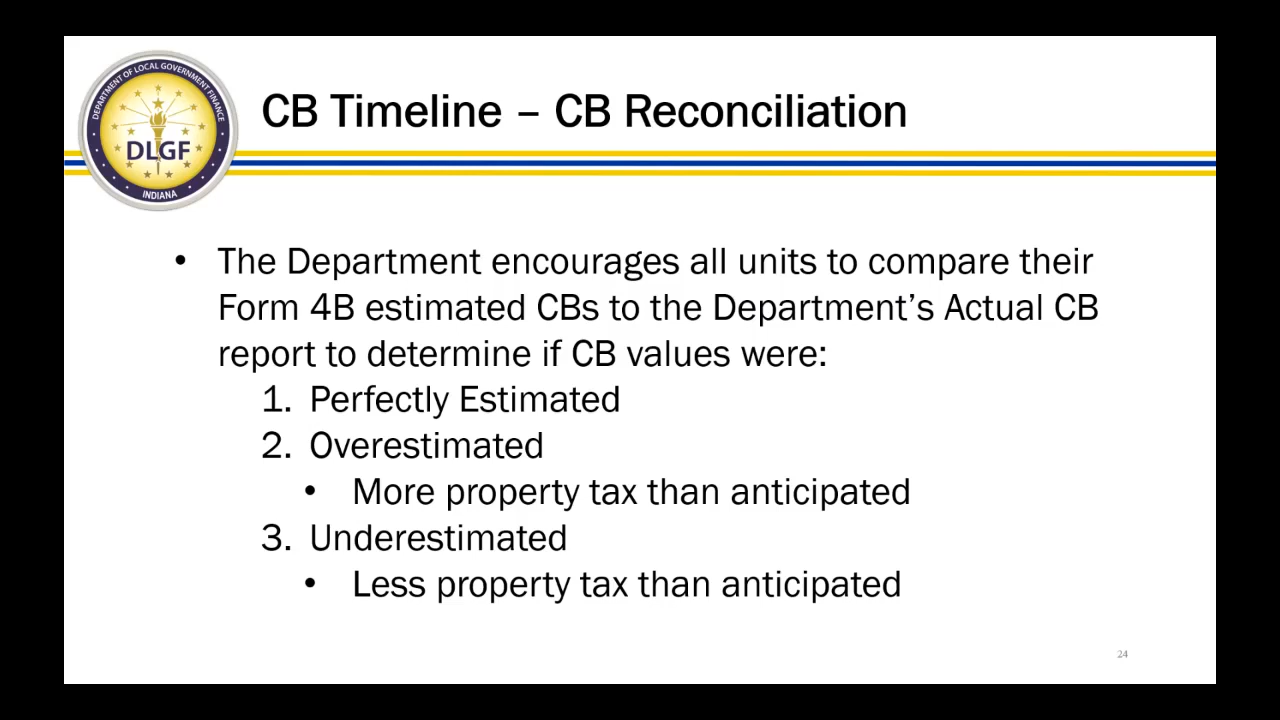 DEPARTMENT OF LOCAL GOVERNMENT FINANCE
DLGF
INDIANA
CB Timeline – CB Reconciliation
• The Department encourages all units to compare their
Form 4B estimated CBs to the Department’s Actual CB
report to determine if CB values were:
1. Perfectly Estimated
2. Overestimated
• More property tax than anticipated
3. Underestimated
• Less property tax than anticipated
24